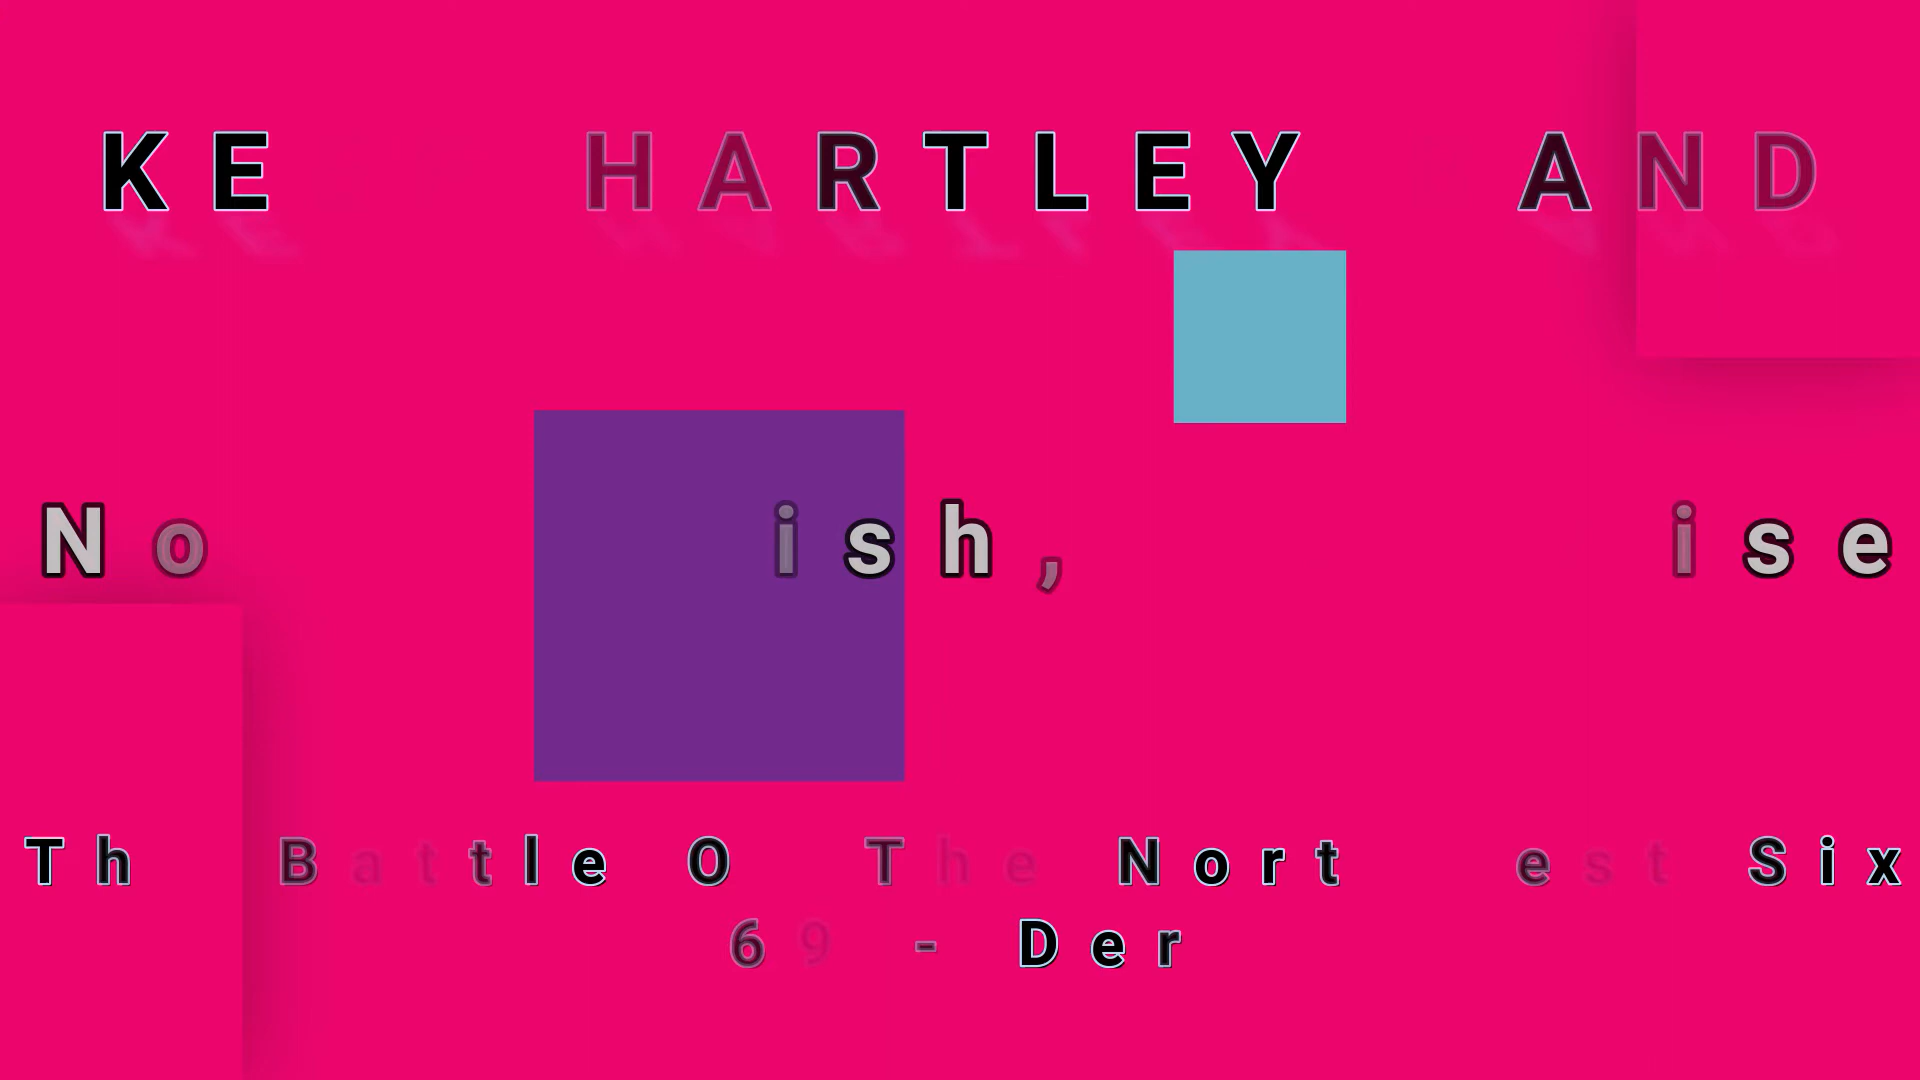 KE HARTLEY AND
No ish, ise
Th Battle O The Nort est Six
69 - Der